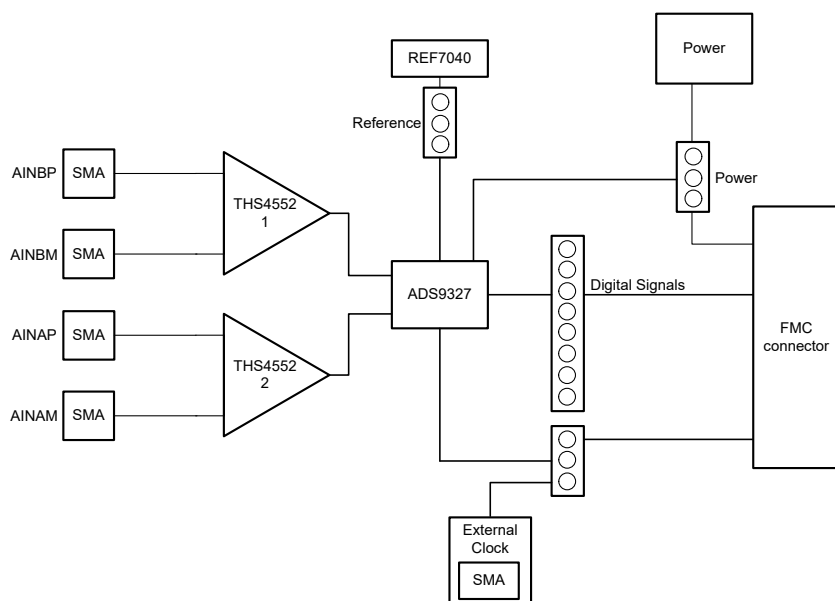 REF7040
Power
Reference
AINBP
SMA
THS4552
1
Power
AINBM
SMA
ADS9327
Digital Signals
FMC
connector
AINAP
SMA
THS4552
2
AINAM
SMA
External
Clock
SMA